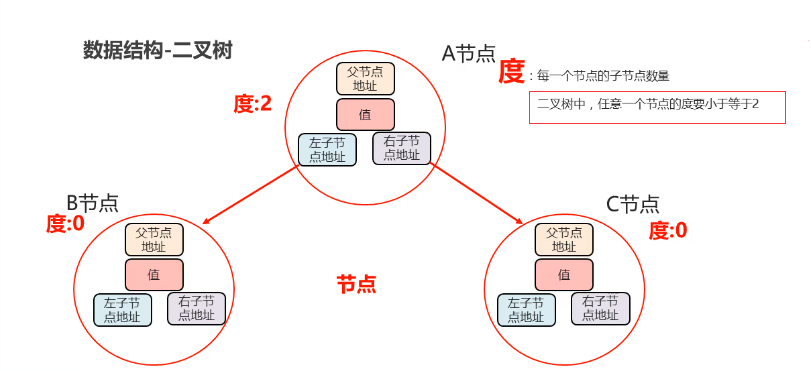 数据结构-二叉树
A节点
度：每一个节点的子节点数量
二叉树中，任意一个节点的度要小于等于2
度:2
父节点
地址
值
左子节
点地址
右子节
点地址
B节点
度:0
父节点
地址
值
左子节
点地址
右子节
点地址
节点
C节点
度:0
父节点
地址
值
左子节
点地址
右子节
点地址